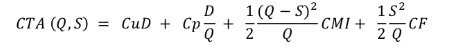 CTA (Q,S) = CuD + Cp D/Q + 1/2 (Q − S)²/Q CMI + 1/2 S²/Q CF